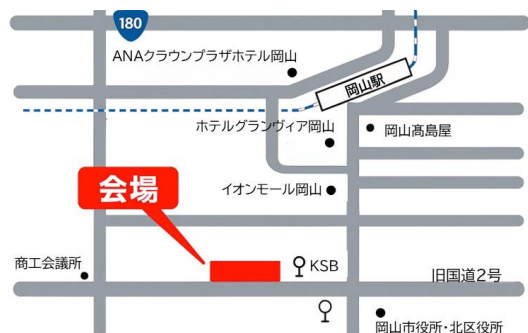 180
ANAクラウンプラザホテル岡山
岡山駅
ホテルグランヴィア岡山
岡山髙島屋
会場
イオンモール岡山
商工会議所
KSB
旧国道2号
岡山市役所・北区役所